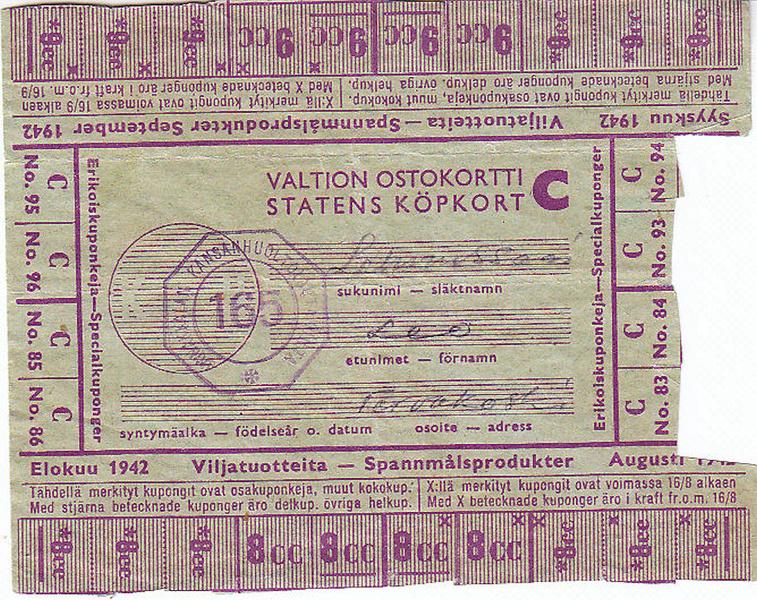 *9cc *9cc *9cc 9cc 9cc 9cc 9cc *9cc *9cc *9cc
Tähdellä merkityt kupongit ovat osakuponkeja, muut kokokup. X:llä merkityt kupongit ovat voimassa 16/9 alkaen
Med stjärna betecknade kuponger äro delkup. övriga helkup. Med X betecknade kuponger äro i kraft fr.o.m. 16/9
Syyskuu 1942 Viljatuotteita — Spannmålsprodukter September 1942
No. 95 C
No. 96 C
No. 85 C
No. 86 C
Erikoiskuponkeja—Specialkuponger
VALTION OSTOKORTTI C
STATENS KÖPKORT
KANSANHUOLTO
165
sukunimi — släktnamn
Leo
etunimet — förnamn
Tervakoski
syntymäaika — födelseår o. datum osoite — adress
Erikoiskuponkeja—Specialkuponger
C No. 94
C No. 93
C No. 84
C No. 83
Elokuu 1942 Viljatuotteita — Spannmålsprodukter Augusti 1942
Tähdellä merkityt kupongit ovat osakuponkeja, muut kokokup. X:llä merkityt kupongit ovat voimassa 16/8 alkaen
Med stjärna betecknade kuponger äro delkup. övriga helkup. Med X betecknade kuponger äro i kraft fr.o.m. 16/8
*8cc *8cc *8cc 8cc 8cc 8cc 8cc *8cc *8cc *8cc